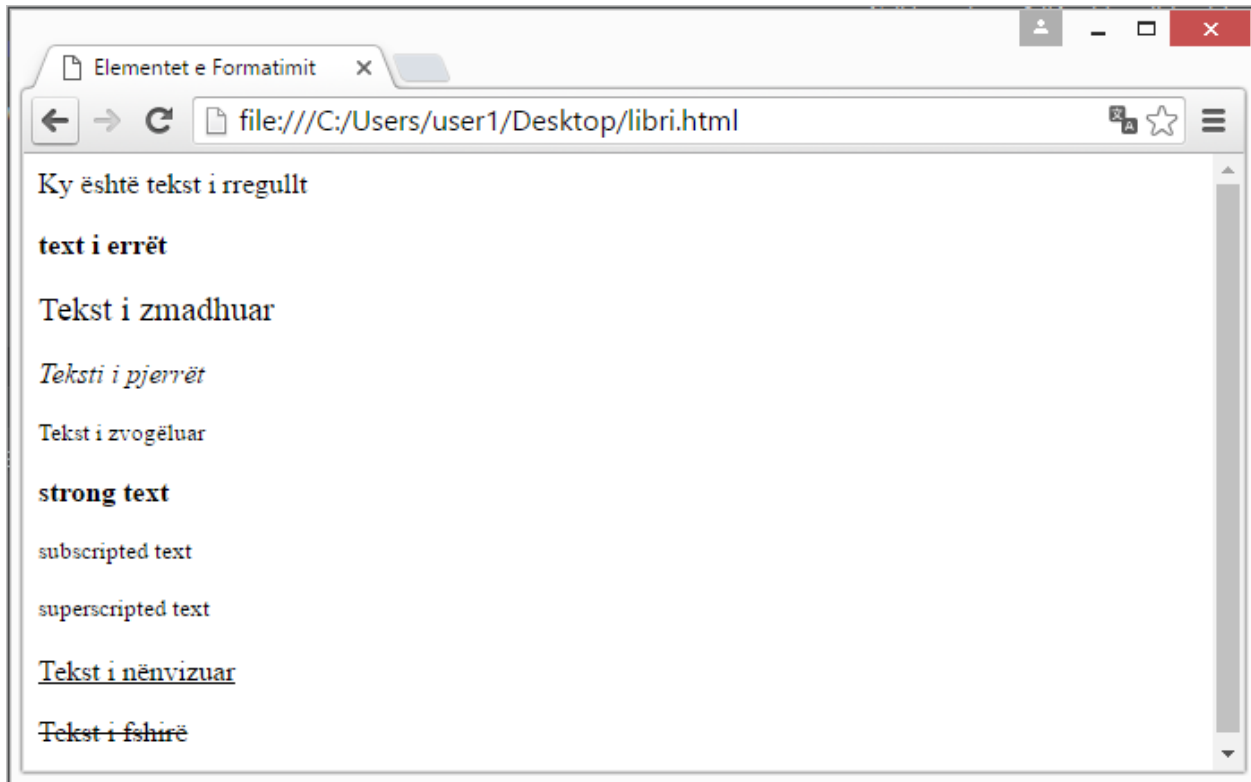 Elementet e Formatimit
file:///C:/Users/user1/Desktop/libri.html
Ky është tekst i rregullt
text i errët
Tekst i zmadhuar
Teksti i pjerrët
Tekst i zvogëluar
strong text
subscripted text
superscripted text
Tekst i nënvizuar
Tekst i fshirë